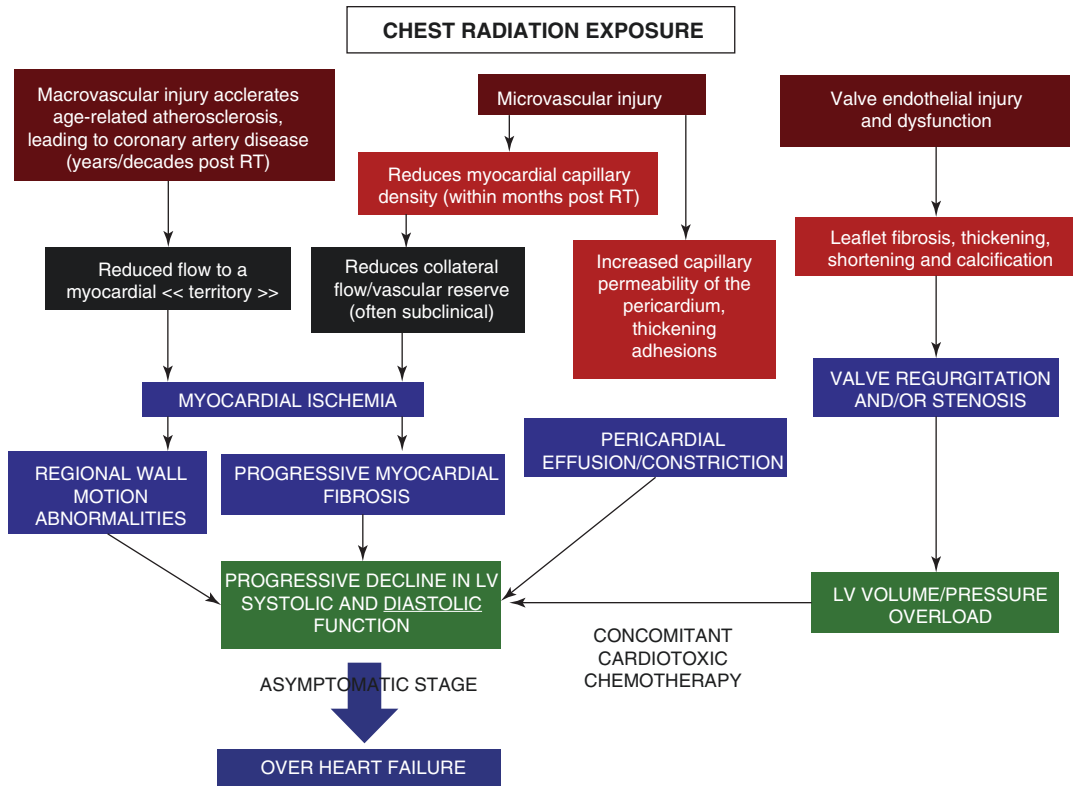 CHEST RADIATION EXPOSURE
Macrovascular injury acclerates
age-related atherosclerosis,
leading to coronary artery disease
(years/decades post RT)
Microvascular injury
Valve endothelial injury
and dysfunction
Reduces myocardial capillary
density (within months post RT)
Reduced flow to a
myocardial << territory >>
Reduces collateral
flow/vascular reserve
(often subclinical)
Increased capillary
permeability of the
pericardium,
thickening
adhesions
Leaflet fibrosis, thickening,
shortening and calcification
MYOCARDIAL ISCHEMIA
VALVE REGURGITATION
AND/OR STENOSIS
REGIONAL WALL
MOTION
ABNORMALITIES
PROGRESSIVE MYOCARDIAL
FIBROSIS
PERICARDIAL
EFFUSION/CONSTRICTION
PROGRESSIVE DECLINE IN LV
SYSTOLIC AND DIASTOLIC
FUNCTION
LV VOLUME/PRESSURE
OVERLOAD
CONCOMITANT
CARDIOTOXIC
CHEMOTHERAPY
ASYMPTOMATIC STAGE
OVER HEART FAILURE